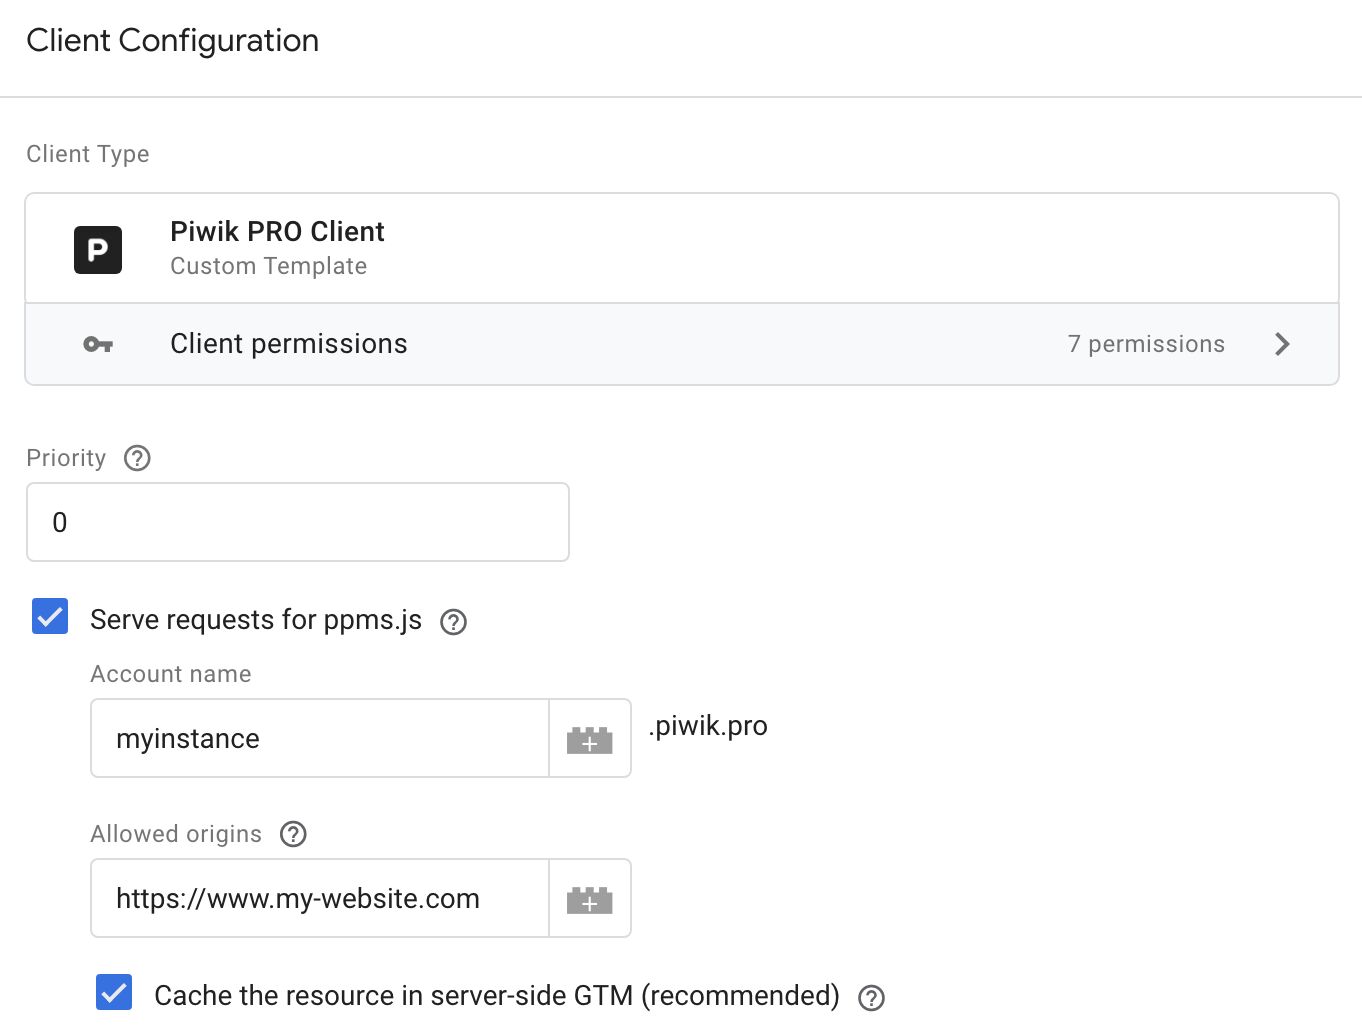 Client Configuration
Client Type
P
Piwik PRO Client
Custom Template
Client permissions
7 permissions
Priority
0
Serve requests for ppms.js
Account name
myinstance
.piwik.pro
Allowed origins
https://www.my-website.com
Cache the resource in server-side GTM (recommended)